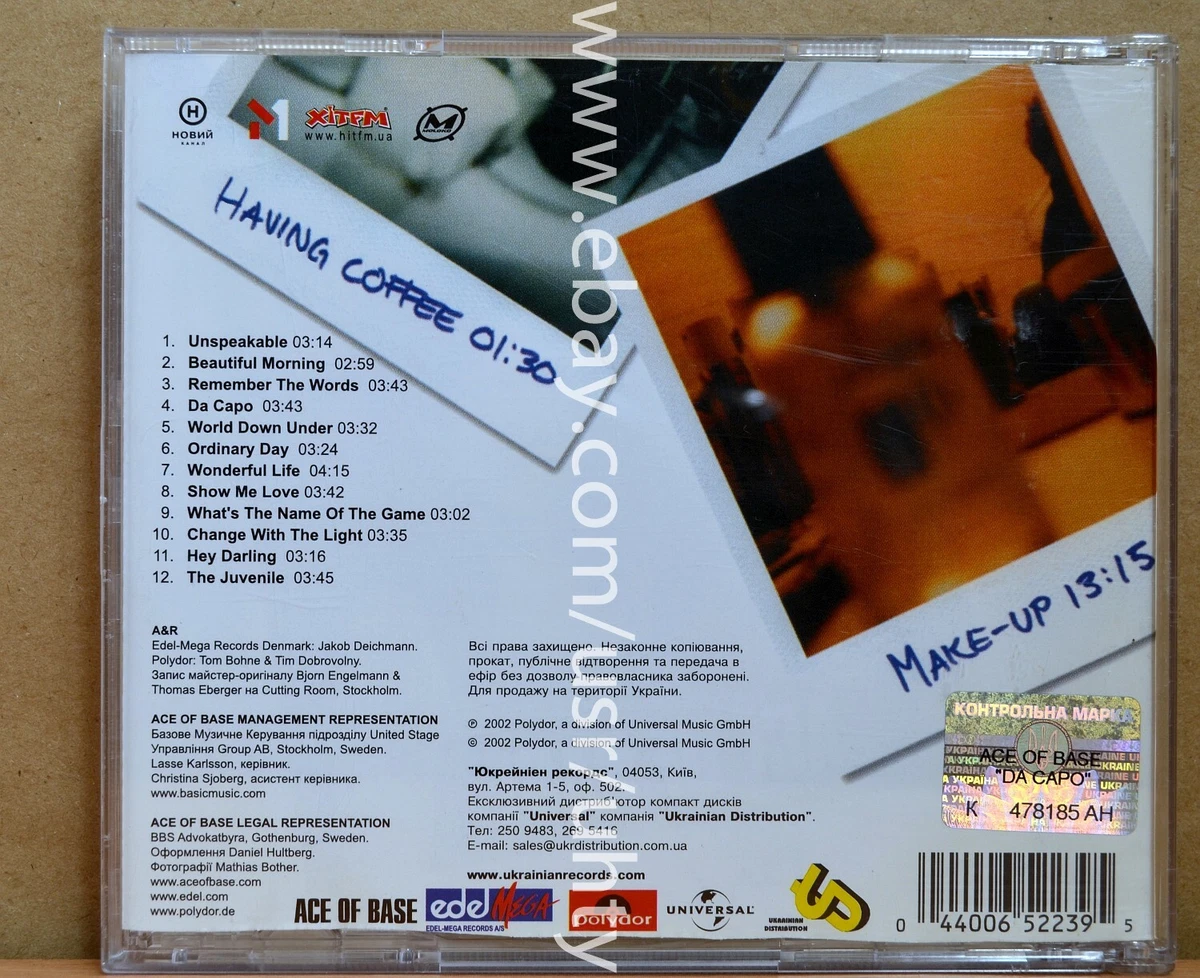 Н
НОВИЙ
КАНАЛ
M1
ХІТFM
www.hitfm.ua
M
MOLOKO
HAVING COFFEE 01:30
1. Unspeakable 03:14
2. Beautiful Morning 02:59
3. Remember The Words 03:43
4. Da Capo 03:43
5. World Down Under 03:32
6. Ordinary Day 03:24
7. Wonderful Life 04:15
8. Show Me Love 03:42
9. What's The Name Of The Game 03:02
10. Change With The Light 03:35
11. Hey Darling 03:16
12. The Juvenile 03:45
MAKE-UP 13:15
A&R
Edel-Mega Records Denmark: Jakob Deichmann.
Polydor: Tom Bohne & Tim Dobrovolny.
Запис майстер-оригіналу Bjorn Engelmann &
Thomas Eberger на Cutting Room, Stockholm.
ACE OF BASE MANAGEMENT REPRESENTATION
Базове Музичне Керування підрозділу United Stage
Управління Group AB, Stockholm, Sweden.
Lasse Karlsson, керівник.
Christina Sjoberg, асистент керівника.
www.basicmusic.com
ACE OF BASE LEGAL REPRESENTATION
BBS Advokatbyra, Gothenburg, Sweden.
Оформлення Daniel Hultberg.
Фотографії Mathias Bother.
www.aceofbase.com
www.edel.com
www.polydor.de
Всі права захищено. Незаконне копіювання,
прокат, публічне відтворення та передача в
ефір без дозволу правовласника заборонені.
Для продажу на території України.
℗ 2002 Polydor, a division of Universal Music GmbH
© 2002 Polydor, a division of Universal Music GmbH
"Юкрейнієн рекордс", 04053, Київ,
вул. Артема 1-5, оф. 502.
Ексклюзивний дистриб'ютор компакт дисків
компанії "Universal" компанія "Ukrainian Distribution".
Тел: 250 9483, 269 5416
E-mail: sales@ukrdistribution.com.ua
www.ukrainianrecords.com
ACE OF BASE
edel MEGA
EDEL-MEGA RECORDS A/S
polydor
UNIVERSAL
UKRAINIAN
DISTRIBUTION
UD
КОНТРОЛЬНА МАРКА
ACE OF BASE
"DA CAPO"
К 478185 АН
0 44006 52239 5
www.ebay.com/usr/phy